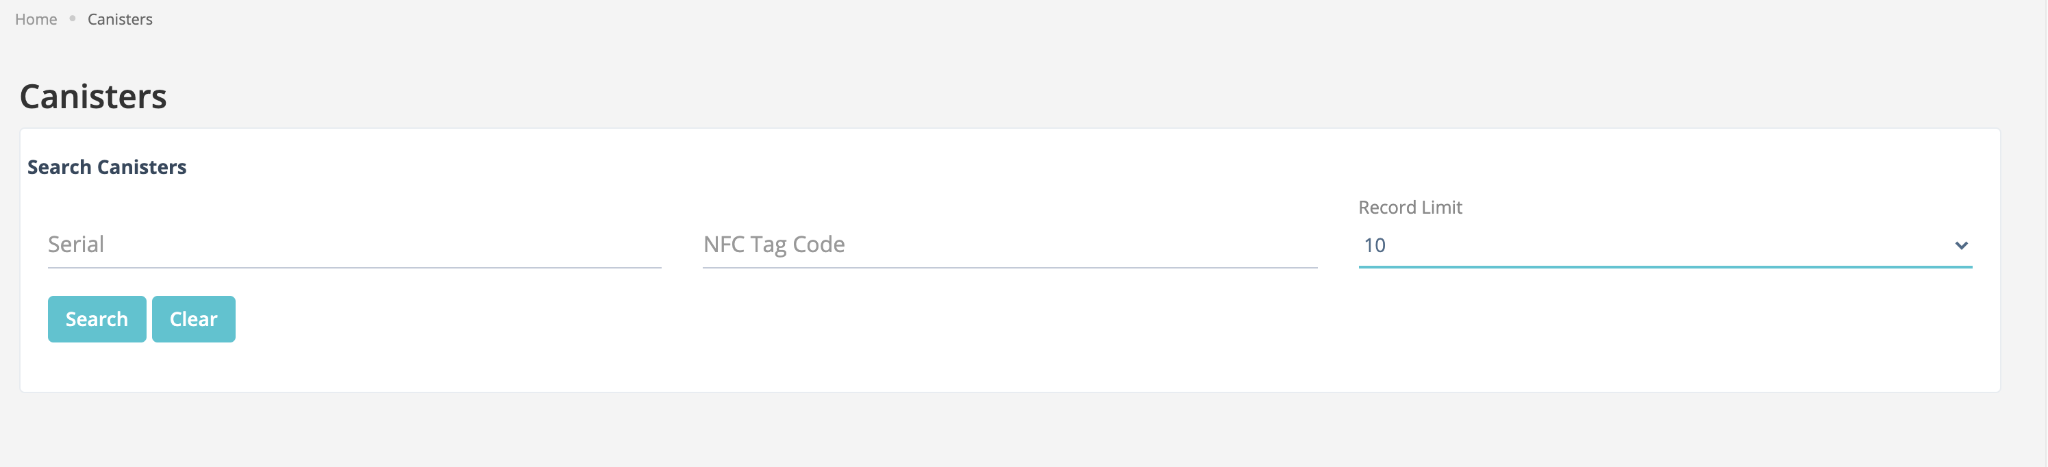 Home • Canisters
Canisters
Search Canisters
Record Limit
Serial NFC Tag Code 10
Search Clear